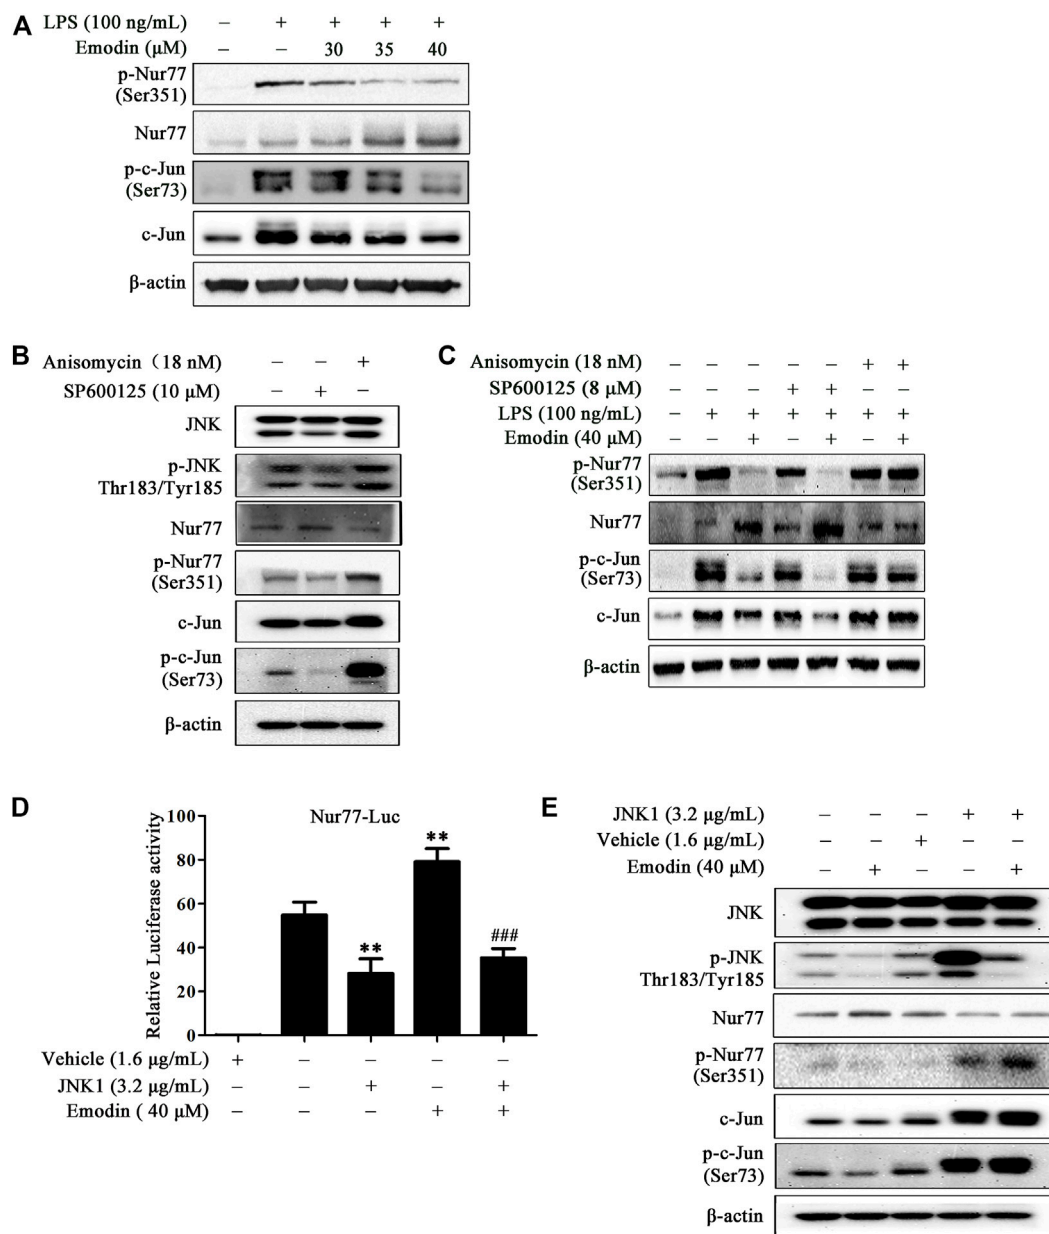 A
LPS (100 ng/mL) – + + + +
Emodin (μM) – – 30 35 40
p-Nur77
(Ser351)
Nur77
p-c-Jun
(Ser73)
c-Jun
β-actin
B
Anisomycin (18 nM) – – +
SP600125 (10 μM) – + –
JNK
p-JNK
Thr183/Tyr185
Nur77
p-Nur77
(Ser351)
c-Jun
p-c-Jun
(Ser73)
β-actin
C
Anisomycin (18 nM) – – – – – + +
SP600125 (8 μM) – – – + + – –
LPS (100 ng/mL) – + + + + + +
Emodin (40 μM) – – + – + – +
p-Nur77
(Ser351)
Nur77
p-c-Jun
(Ser73)
c-Jun
β-actin
D
Nur77-Luc
Relative Luciferase activity
100
80
60
40
20
0
**
**
###
Vehicle (1.6 μg/mL) + – – – –
JNK1 (3.2 μg/mL) – – + – +
Emodin ( 40 μM) – – – + +
E
JNK1 (3.2 μg/mL) – – – + +
Vehicle (1.6 μg/mL) – – + – –
Emodin (40 μM) – + – – +
JNK
p-JNK
Thr183/Tyr185
Nur77
p-Nur77
(Ser351)
c-Jun
p-c-Jun
(Ser73)
β-actin